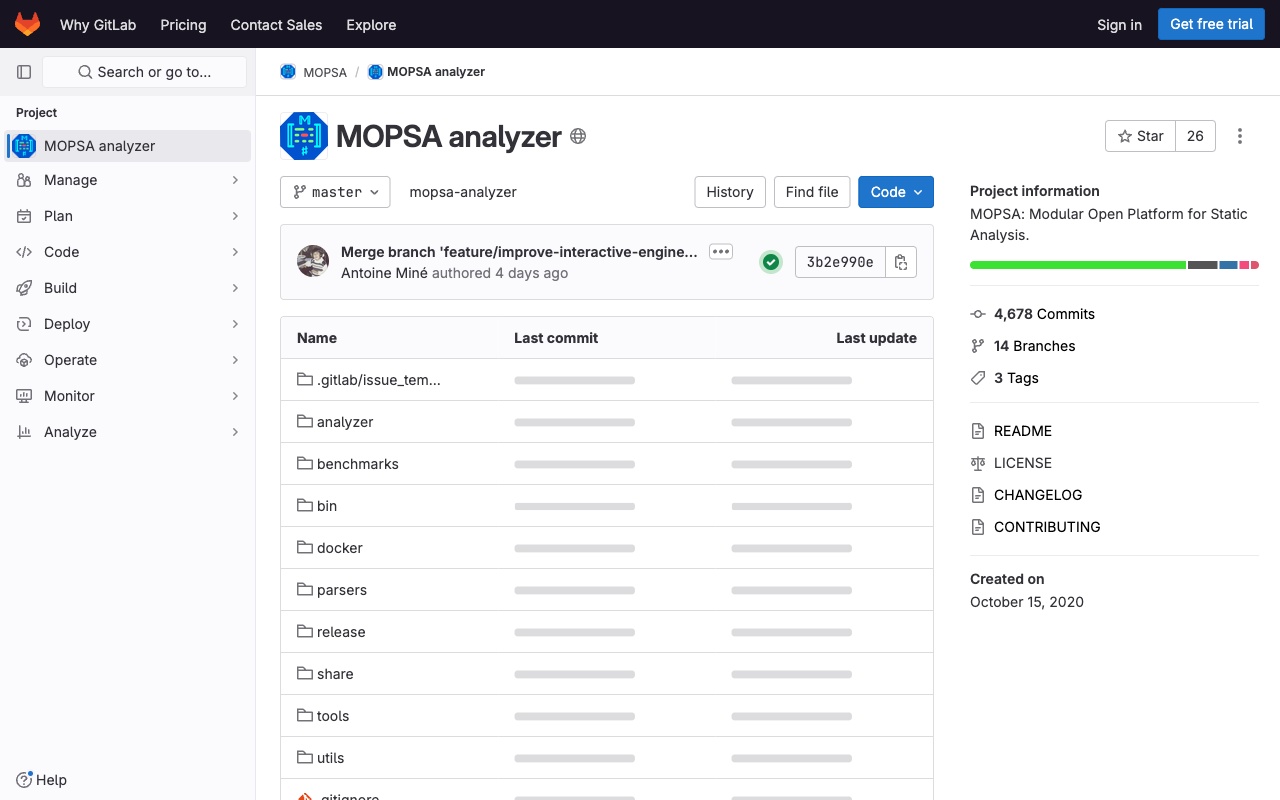 Why GitLab
Pricing
Contact Sales
Explore
Sign in
Get free trial
Search or go to...
Project
MOPSA analyzer
Manage
Plan
Code
Build
Deploy
Operate
Monitor
Analyze
Help
MOPSA / MOPSA analyzer
MOPSA analyzer
Star 26
master
mopsa-analyzer
History
Find file
Code
Merge branch 'feature/improve-interactive-engine...
Antoine Miné authored 4 days ago
3b2e990e
Name Last commit Last update
.gitlab/issue_tem...
analyzer
benchmarks
bin
docker
parsers
release
share
tools
utils
.gitignore
Project information
MOPSA: Modular Open Platform for Static
Analysis.
4,678 Commits
14 Branches
3 Tags
README
LICENSE
CHANGELOG
CONTRIBUTING
Created on
October 15, 2020